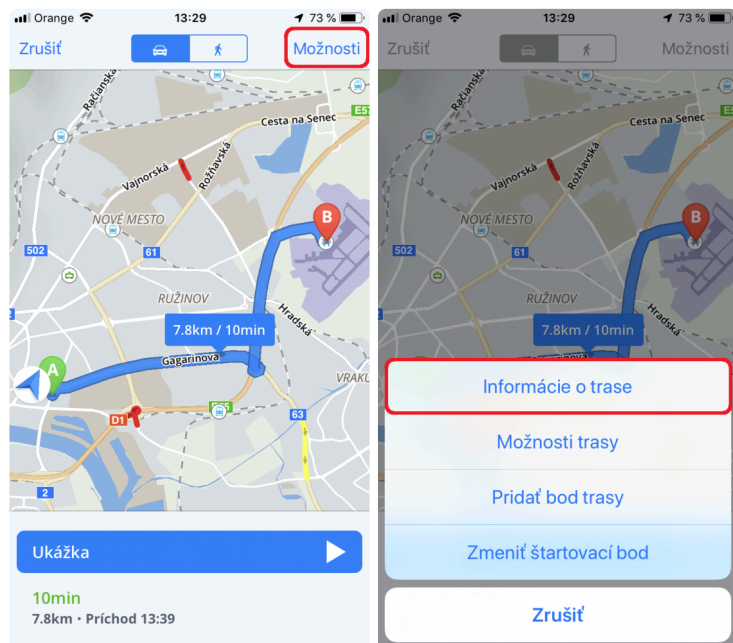 Orange 13:29 73 %
Zrušiť Možnosti
Račianska
Cesta na Senec
Vajnorská
Rožňavská
NOVÉ MESTO
B
502
61
RUŽINOV
Hradská
7.8km / 10min
Gagarinova
A
VRAKU
D1
63
2
Ukážka
10min
7.8km • Príchod 13:39
Orange 13:29 73 %
Zrušiť Možnosti
Račianska
Cesta na Senec
Vajnorská
Rožňavská
NOVÉ MESTO
B
502
61
RUŽINOV
Hradská
7.8km / 10min
Gagarinova
Informácie o trase
Možnosti trasy
Pridať bod trasy
Zmeniť štartovací bod
Zrušiť